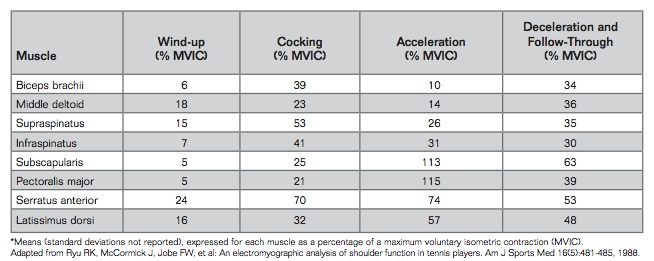 Muscle Wind-up (% MVIC) Cocking (% MVIC) Acceleration (% MVIC) Deceleration and Follow-Through (% MVIC)
Biceps brachii 6 39 10 34
Middle deltoid 18 23 14 36
Supraspinatus 15 53 26 35
Infraspinatus 7 41 31 30
Subscapularis 5 25 113 63
Pectoralis major 5 21 115 39
Serratus anterior 24 70 74 53
Latissimus dorsi 16 32 57 48
*Means (standard deviations not reported), expressed for each muscle as a percentage of a maximum voluntary isometric contraction (MVIC).
Adapted from Ryu RK, McCormick J, Jobe FW, et al: An electromyographic analysis of shoulder function in tennis players. Am J Sports Med 16(5):481-485, 1988.